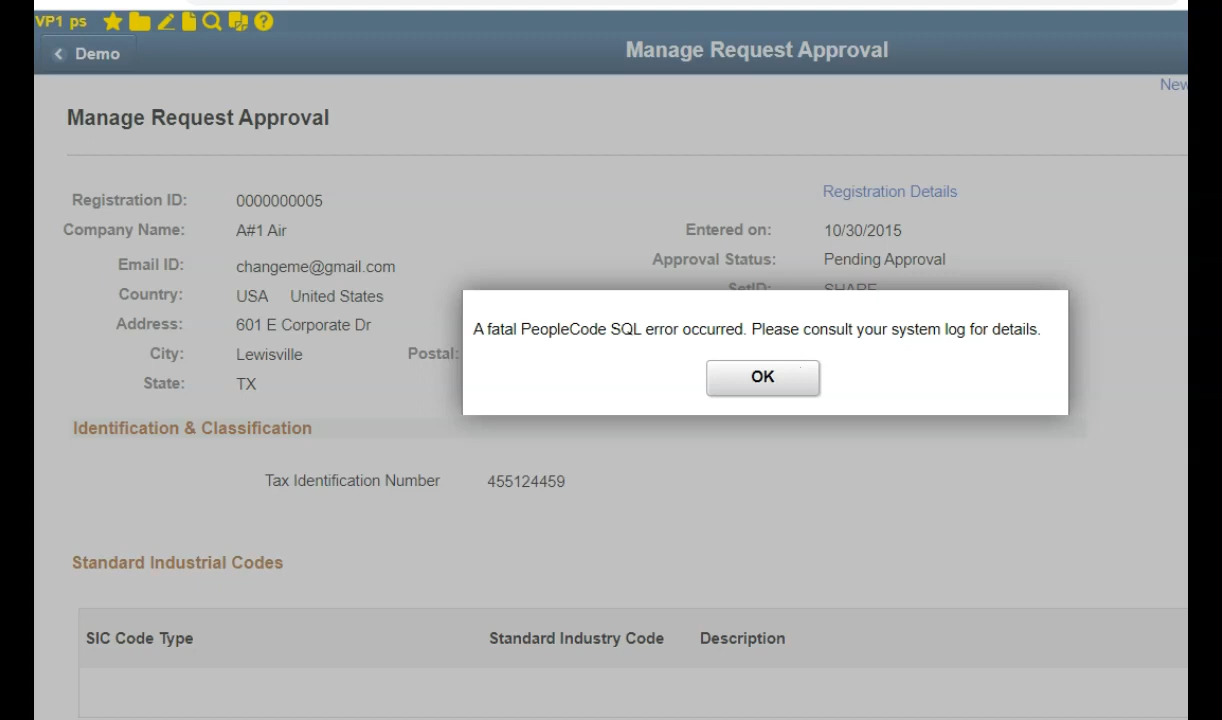 VP1 ps
Demo
Manage Request Approval
New
Manage Request Approval
Registration ID: 0000000005
Registration Details
Company Name: A#1 Air
Entered on: 10/30/2015
Email ID: changeme@gmail.com
Approval Status: Pending Approval
Country: USA United States
SetID: SHARE
Address: 601 E Corporate Dr
City: Lewisville
Postal:
State: TX
A fatal PeopleCode SQL error occurred. Please consult your system log for details.
OK
Identification & Classification
Tax Identification Number 455124459
Standard Industrial Codes
SIC Code Type Standard Industry Code Description